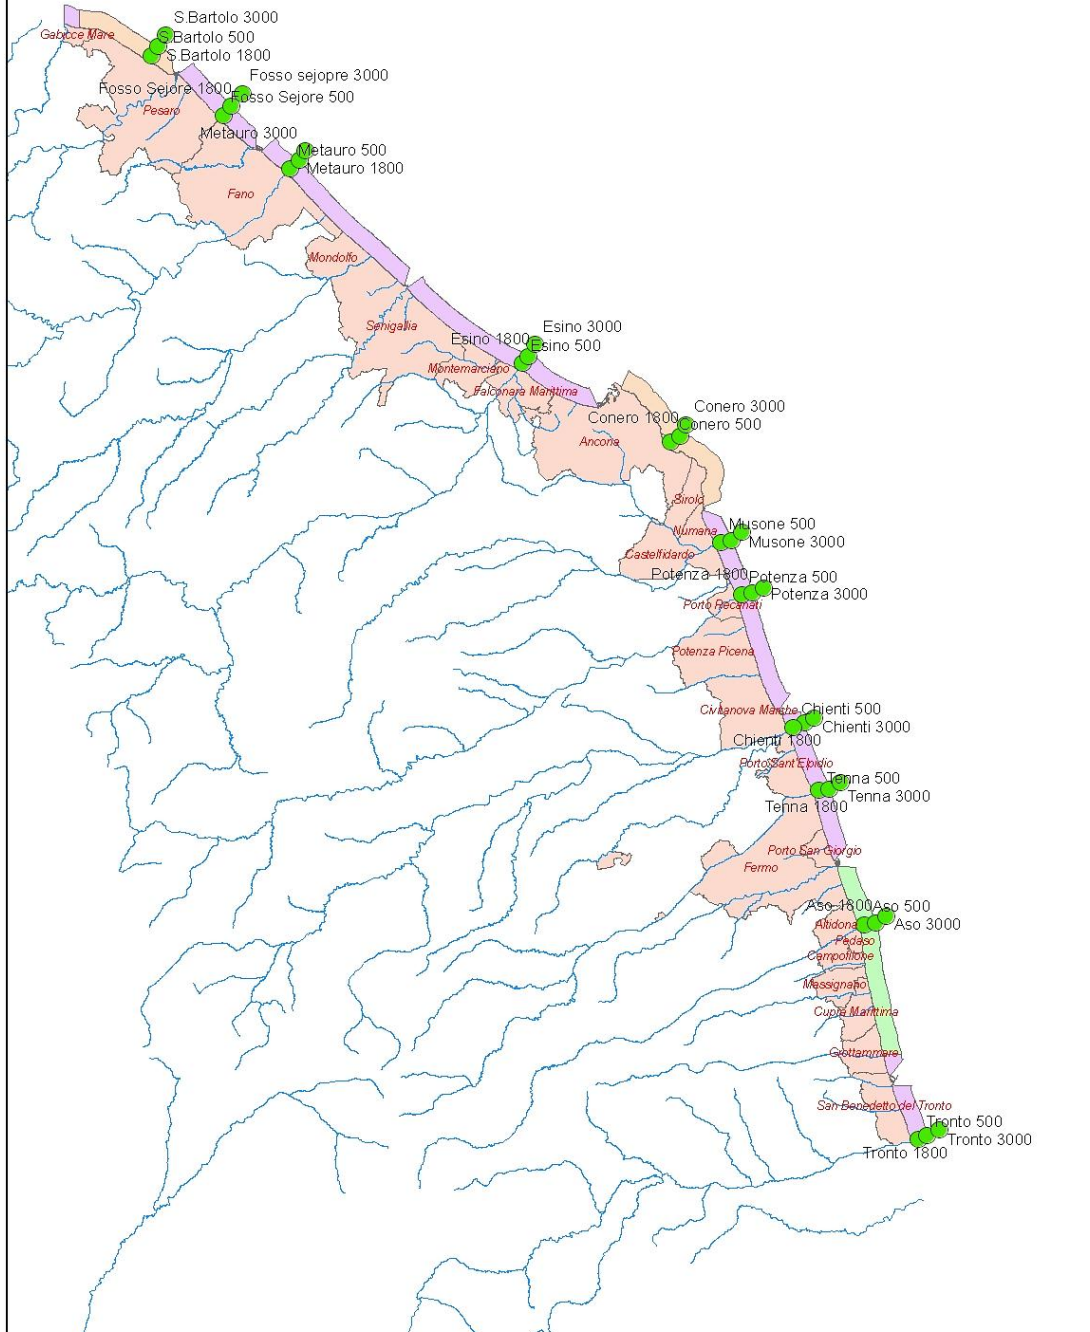 S.Bartolo 3000
Gabicce Mare
S.Bartolo 500
S.Bartolo 1800
Fosso sejopre 3000
Fosso Sejore 1800
Fosso Sejore 500
Pesaro
Metauro 3000
Metauro 500
Metauro 1800
Fano
Mondolfo
Senigallia
Esino 3000
Esino 1800
Esino 500
Montemarciano
Falconara Marittima
Conero 3000
Conero 1800
Conero 500
Ancona
Sirolo
Musone 500
Numana
Musone 3000
Castelfidardo
Potenza 1800
Potenza 500
Potenza 3000
Porto Recanati
Potenza Picena
Civitanova Marche
Chienti 500
Chienti 3000
Chienti 1800
Porto Sant'Elpidio
Tenna 500
Tenna 3000
Tenna 1800
Porto San Giorgio
Fermo
Aso 1800
Aso 500
Altidona
Aso 3000
Pedaso
Campofilone
Massignano
Cupra Marittima
Grottammare
San Benedetto del Tronto
Tronto 500
Tronto 3000
Tronto 1800